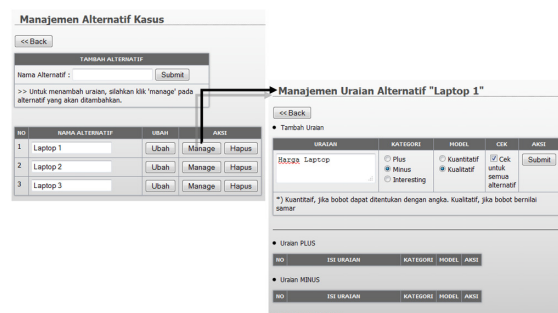 Manajemen Alternatif Kasus
<< Back
TAMBAH ALTERNATIF
Nama Alternatif : Submit
>> Untuk menambah uraian, silahkan klik 'manage' pada
alternatif yang akan ditambahkan.
NO NAMA ALTERNATIF UBAH AKSI
1 Laptop 1 Ubah Manage Hapus
2 Laptop 2 Ubah Manage Hapus
3 Laptop 3 Ubah Manage Hapus
Manajemen Uraian Alternatif "Laptop 1"
<< Back
Tambah Uraian
URAIAN KATEGORI MODEL CEK AKSI
Harga Laptop
Plus
Minus
Interesting
Kuantitatif
Kualitatif
Cek
untuk
semua
alternatif
Submit
*) Kuantitaif, jika bobot dapat ditentukan dengan angka. Kualitatif, jika bobot bernilai
samar
Uraian PLUS
NO ISI URAIAN KATEGORI MODEL AKSI
Uraian MINUS
NO ISI URAIAN KATEGORI MODEL AKSI